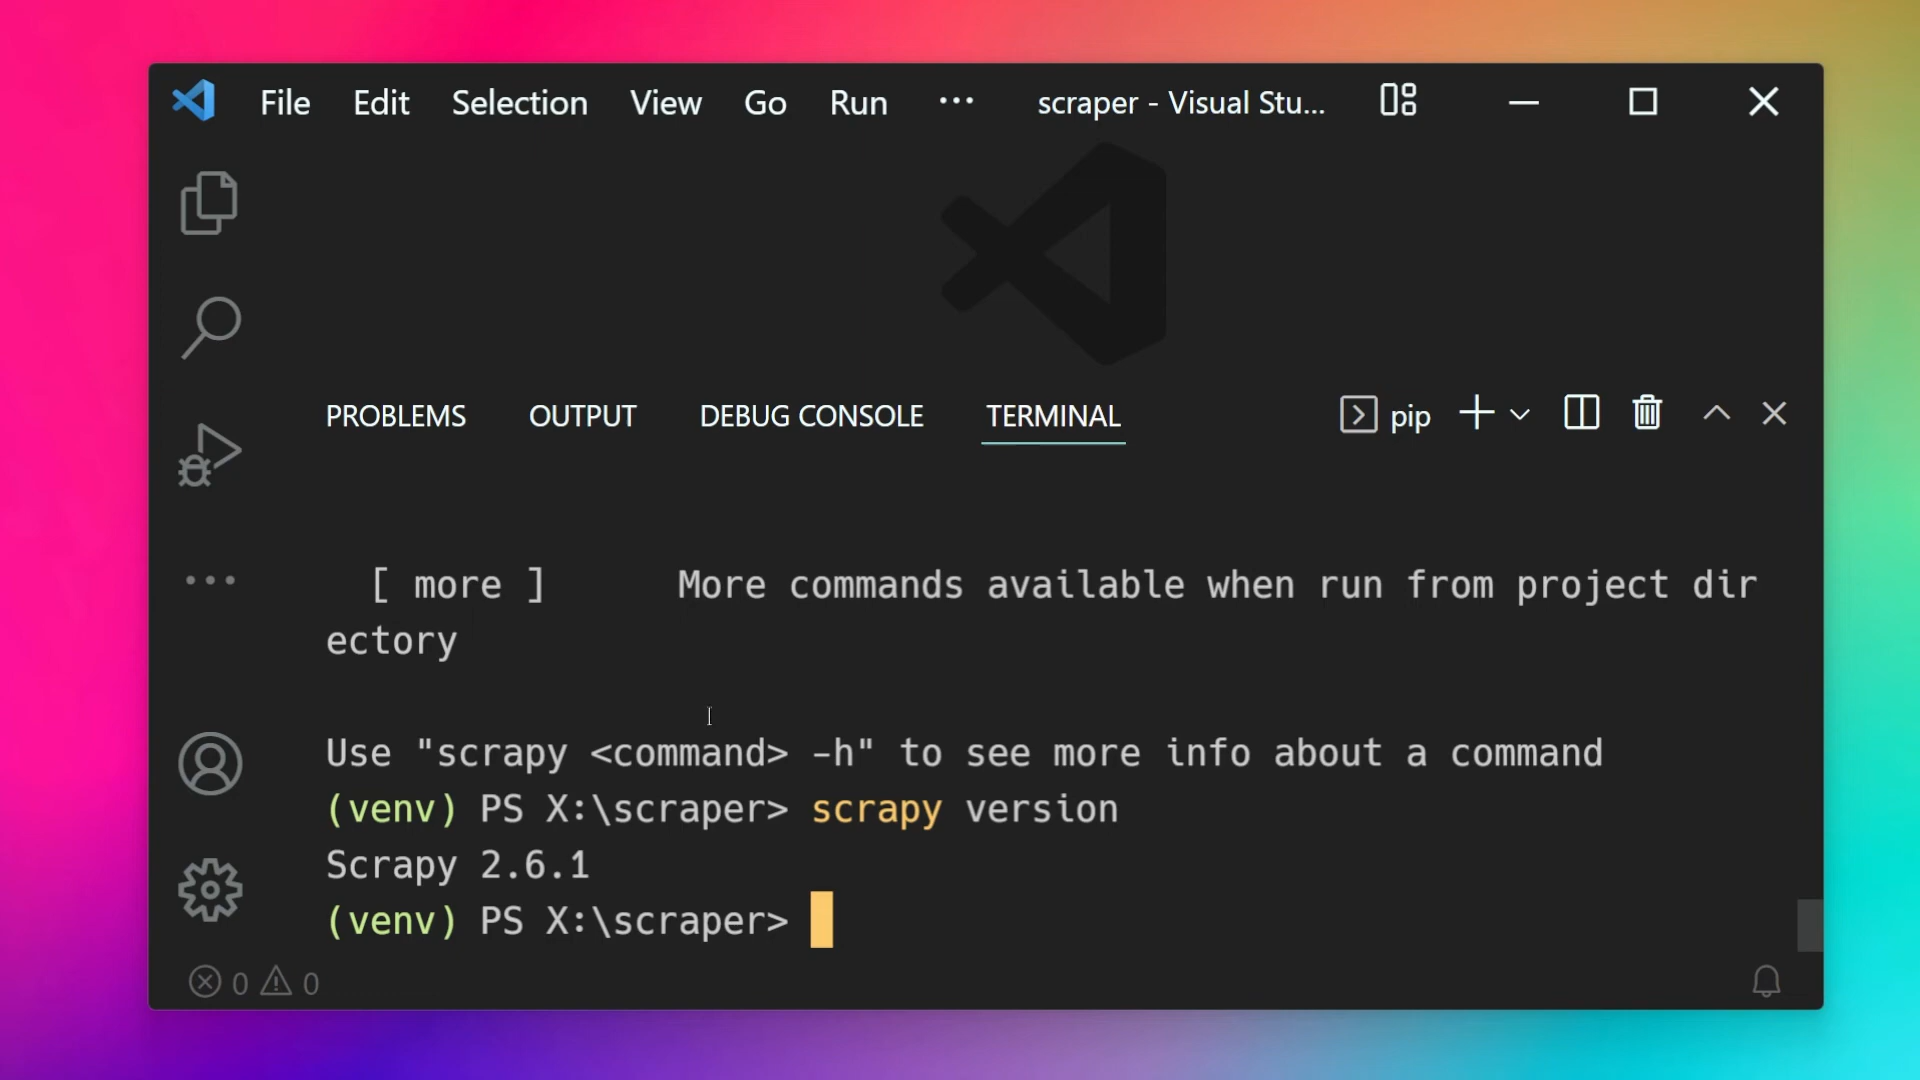 File Edit Selection View Go Run ··· scraper - Visual Stu...
PROBLEMS OUTPUT DEBUG CONSOLE TERMINAL pip
[ more ] More commands available when run from project dir
ectory
Use "scrapy <command> -h" to see more info about a command
(venv) PS X:\scraper> scrapy version
Scrapy 2.6.1
(venv) PS X:\scraper>
0 0